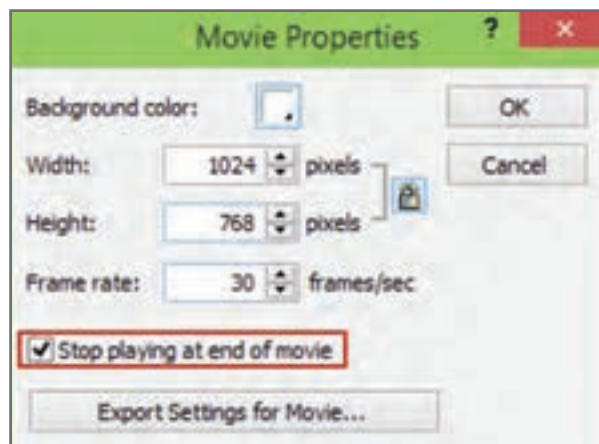 Movie Properties ? ×
Background color: OK
Width: 1024 pixels Cancel
Height: 768 pixels
Frame rate: 30 frames/sec
Stop playing at end of movie
Export Settings for Movie...